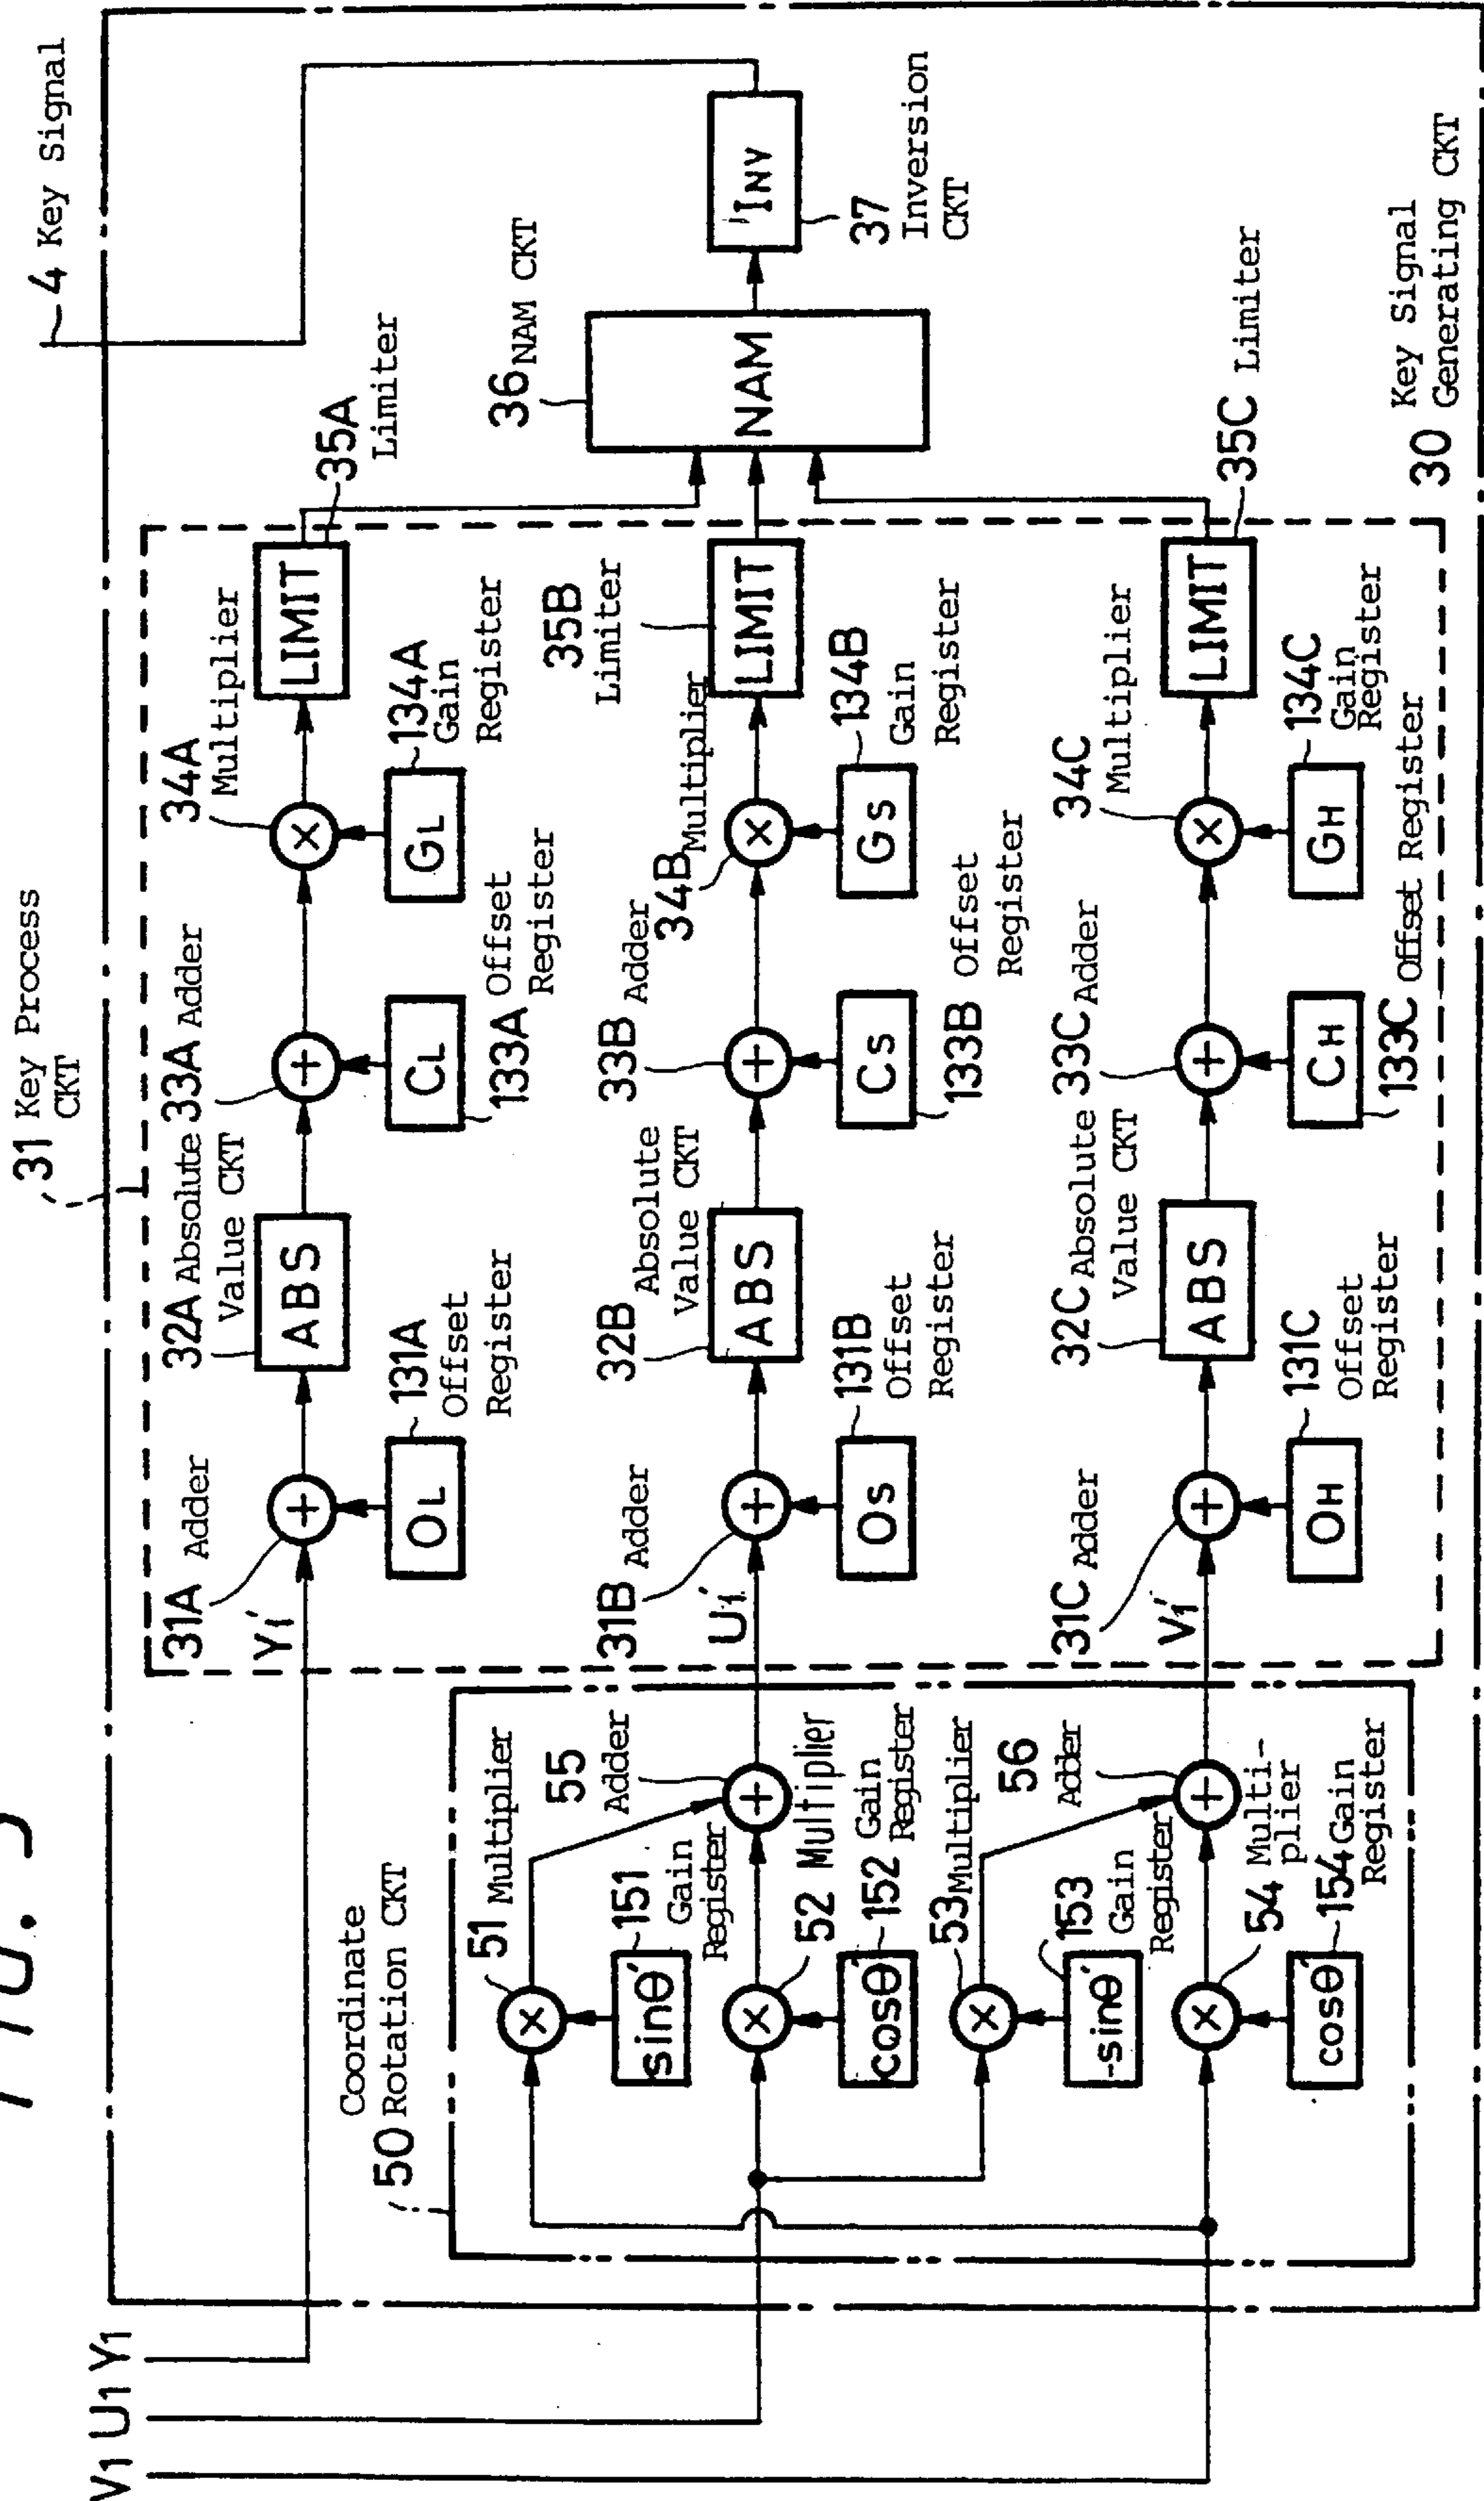 FIG. 5
V1 U1 Y1
4 Key Signal
31 Key Process
CKT
30 Key Signal
Generating CKT
50 Coordinate
Rotation CKT
51 Multiplier
sinθ'
151
Gain
Register
55
Adder
52 Multiplier
cosθ'
152 Gain
Register
53 Multiplier
-sinθ'
153
Gain
Register
56
Adder
54 Multi-
plier
cosθ'
154 Gain
Register
Y1'
31A
Adder
OL
131A
Offset
Register
32A Absolute
Value CKT
ABS
33A Adder
CL
133A
Offset
Register
34A
Multiplier
GL
134A
Gain
Register
LIMIT
35A
Limiter
U1'
31B Adder
OS
131B
Offset
Register
32B
Absolute
Value CKT
ABS
33B
Adder
CS
133B
Offset
Register
34B Multiplier
GS
134B
Gain
Register
LIMIT
35B
Limiter
V1'
31C Adder
OH
131C
Offset
Register
32C Absolute
Value CKT
ABS
33C Adder
CH
133C Offset Register
34C
Multiplier
GH
134C
Gain
Register
LIMIT
35C Limiter
36 NAM CKT
NAM
INV
37
Inversion
CKT